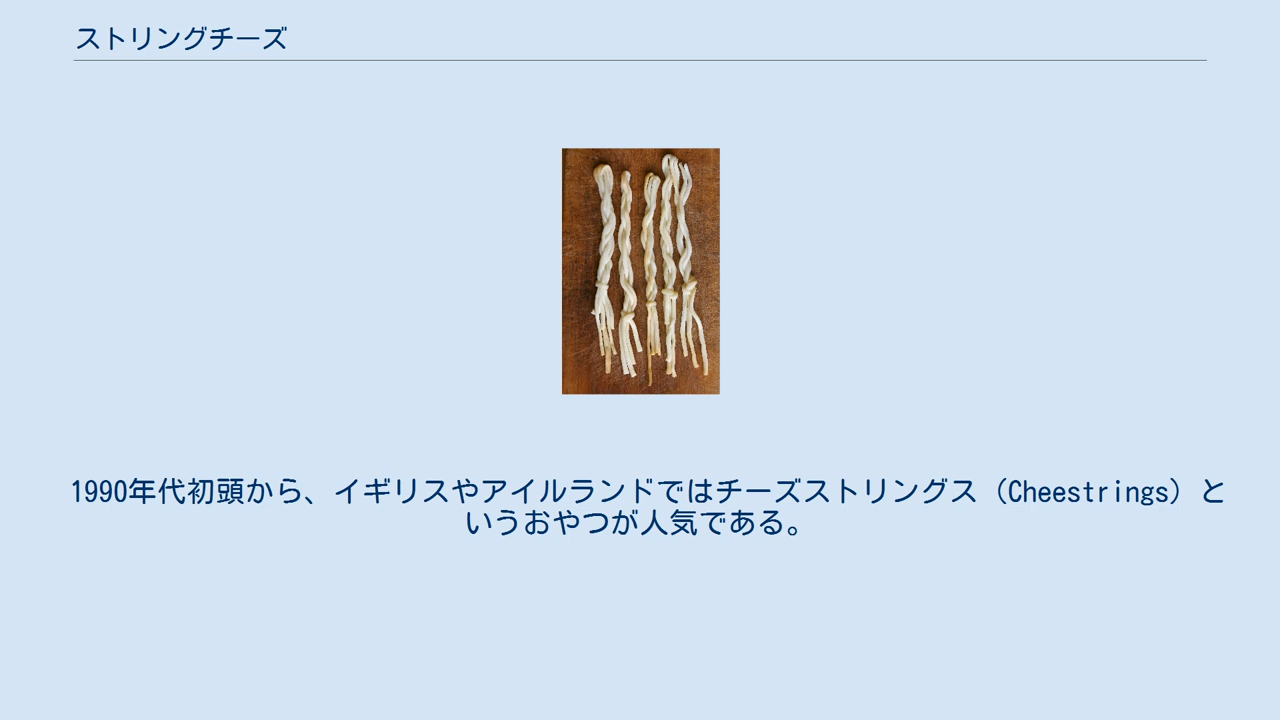 ストリングチーズ
1990年代初頭から、イギリスやアイルランドではチーズストリングス（Cheestrings）と
いうおやつが人気である。